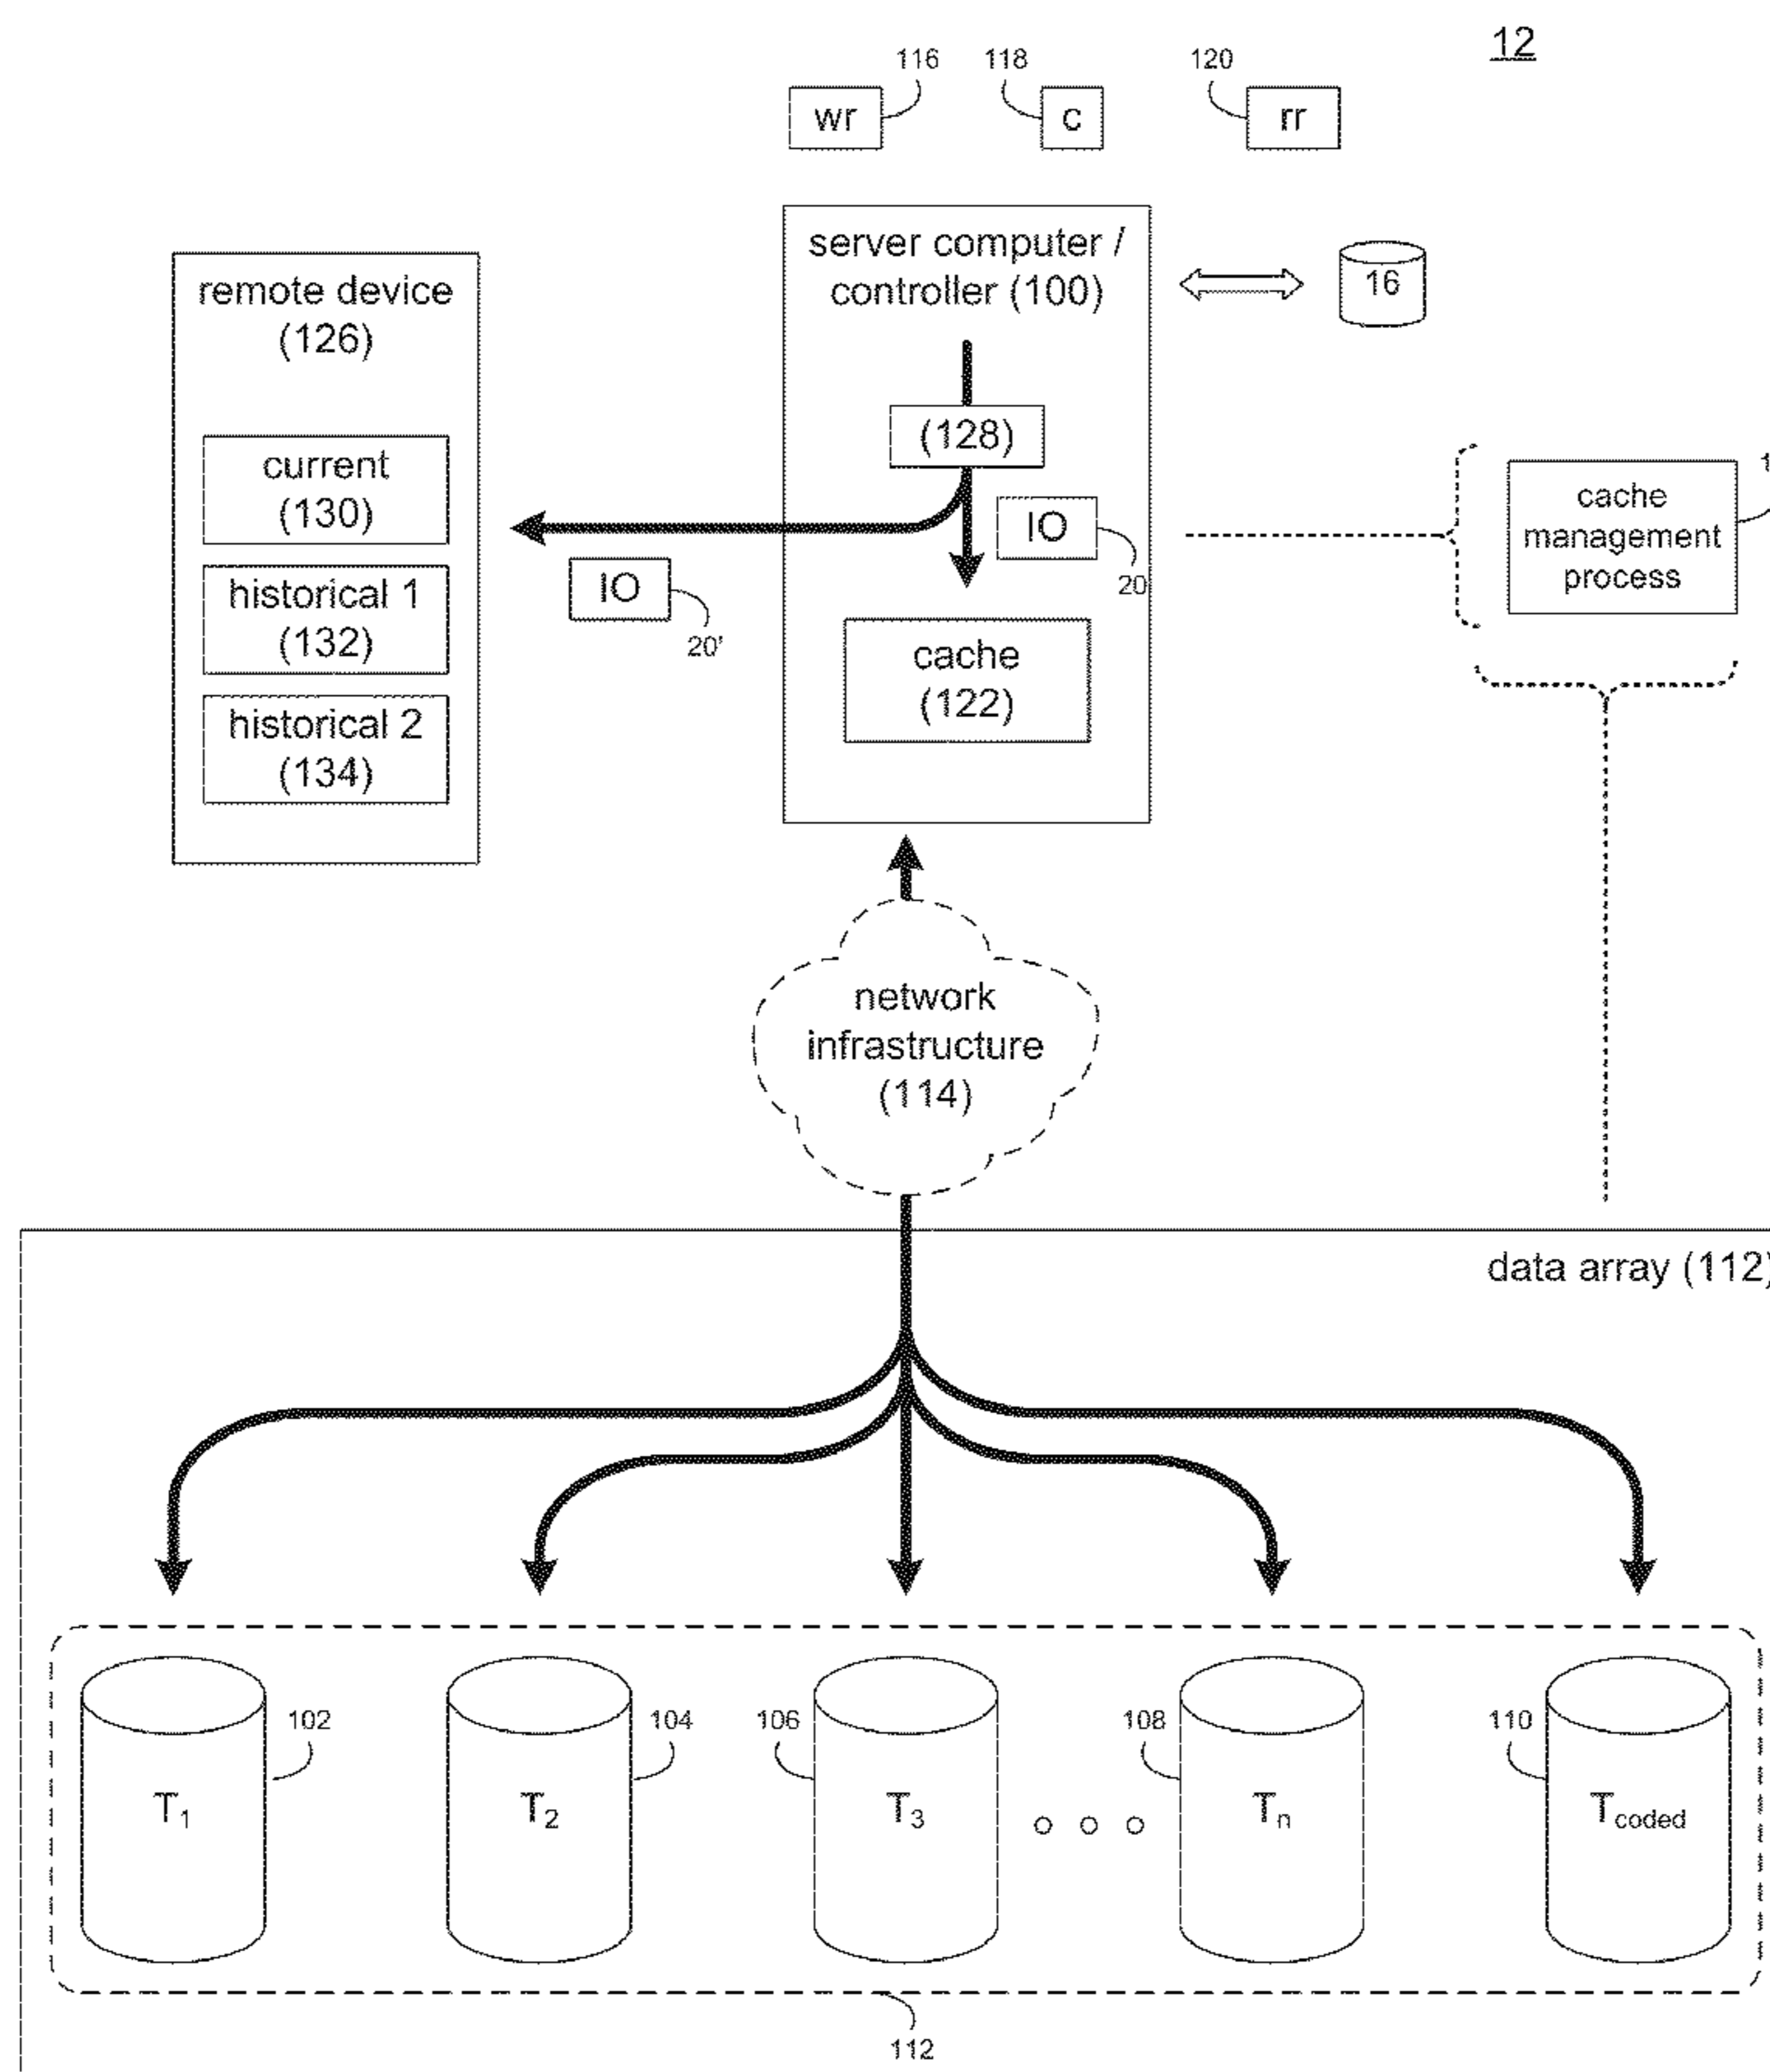 12
116
118
120
wr
c
rr
server computer /
controller (100)
16
remote device
(126)
(128)
current
(130)
IO
20
historical 1
(132)
IO
20'
cache
management
process
cache
(122)
historical 2
(134)
network
infrastructure
(114)
data array (112)
102
104
106
108
110
T1
T2
T3
Tn
Tcoded
112